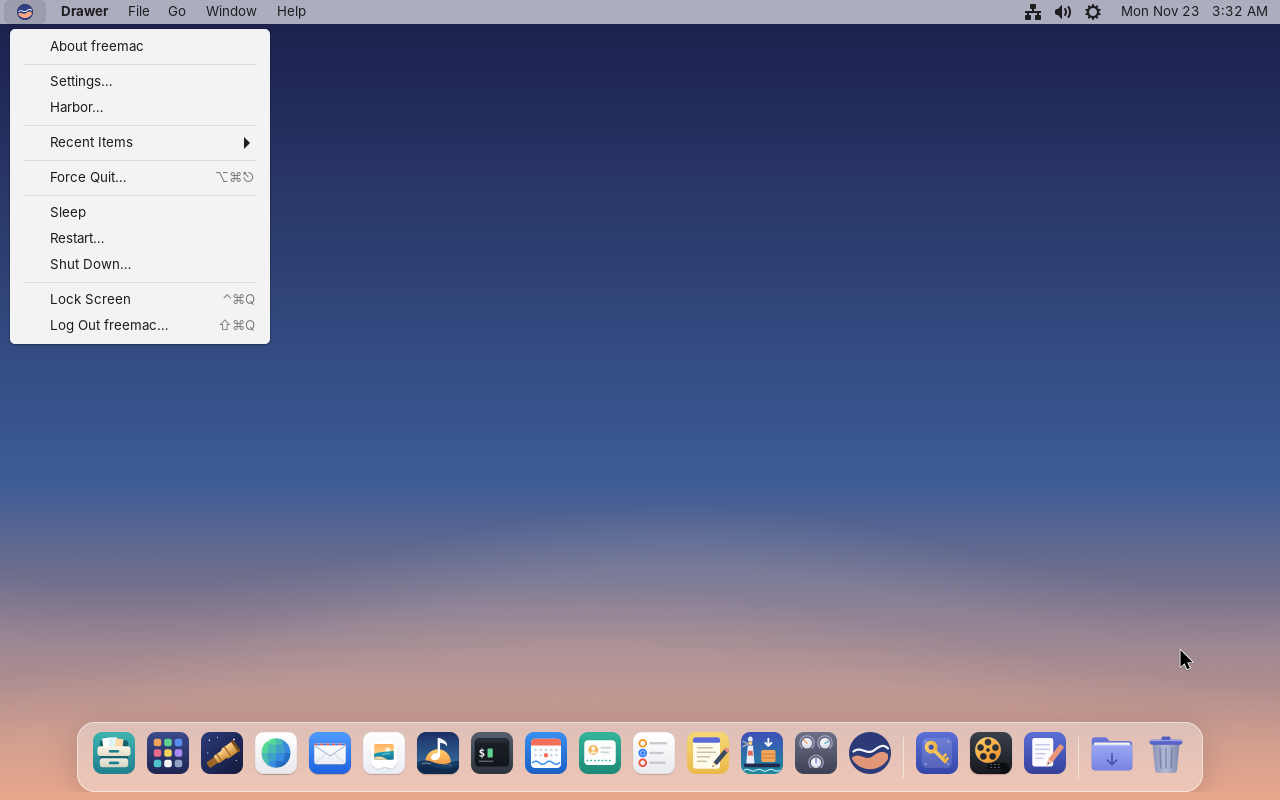 Drawer File Go Window Help Mon Nov 23 3:32 AM
About freemac
Settings...
Harbor...
Recent Items
Force Quit... ⌥⌘⎋
Sleep
Restart...
Shut Down...
Lock Screen ^⌘Q
Log Out freemac... ⇧⌘Q
$